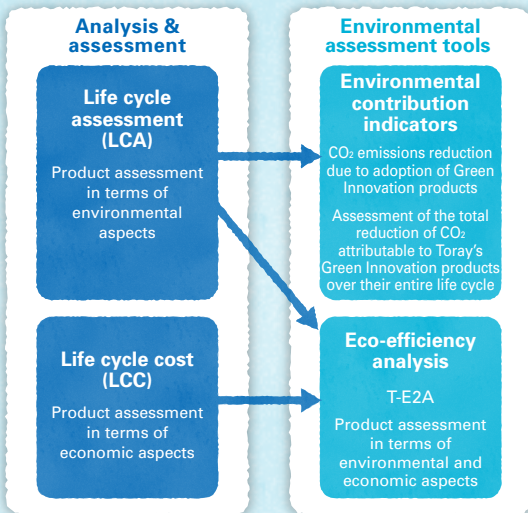 Analysis &
assessment
Life cycle
assessment
(LCA)
Product assessment
in terms of
environmental
aspects
Life cycle cost
(LCC)
Product assessment
in terms of
economic aspects
Environmental
assessment tools
Environmental
contribution
indicators
CO₂ emissions reduction
due to adoption of Green
Innovation products
Assessment of the total
reduction of CO₂
attributable to Toray's
Green Innovation products
over their entire life cycle
Eco-efficiency
analysis
T-E2A
Product assessment
in terms of
environmental and
economic aspects